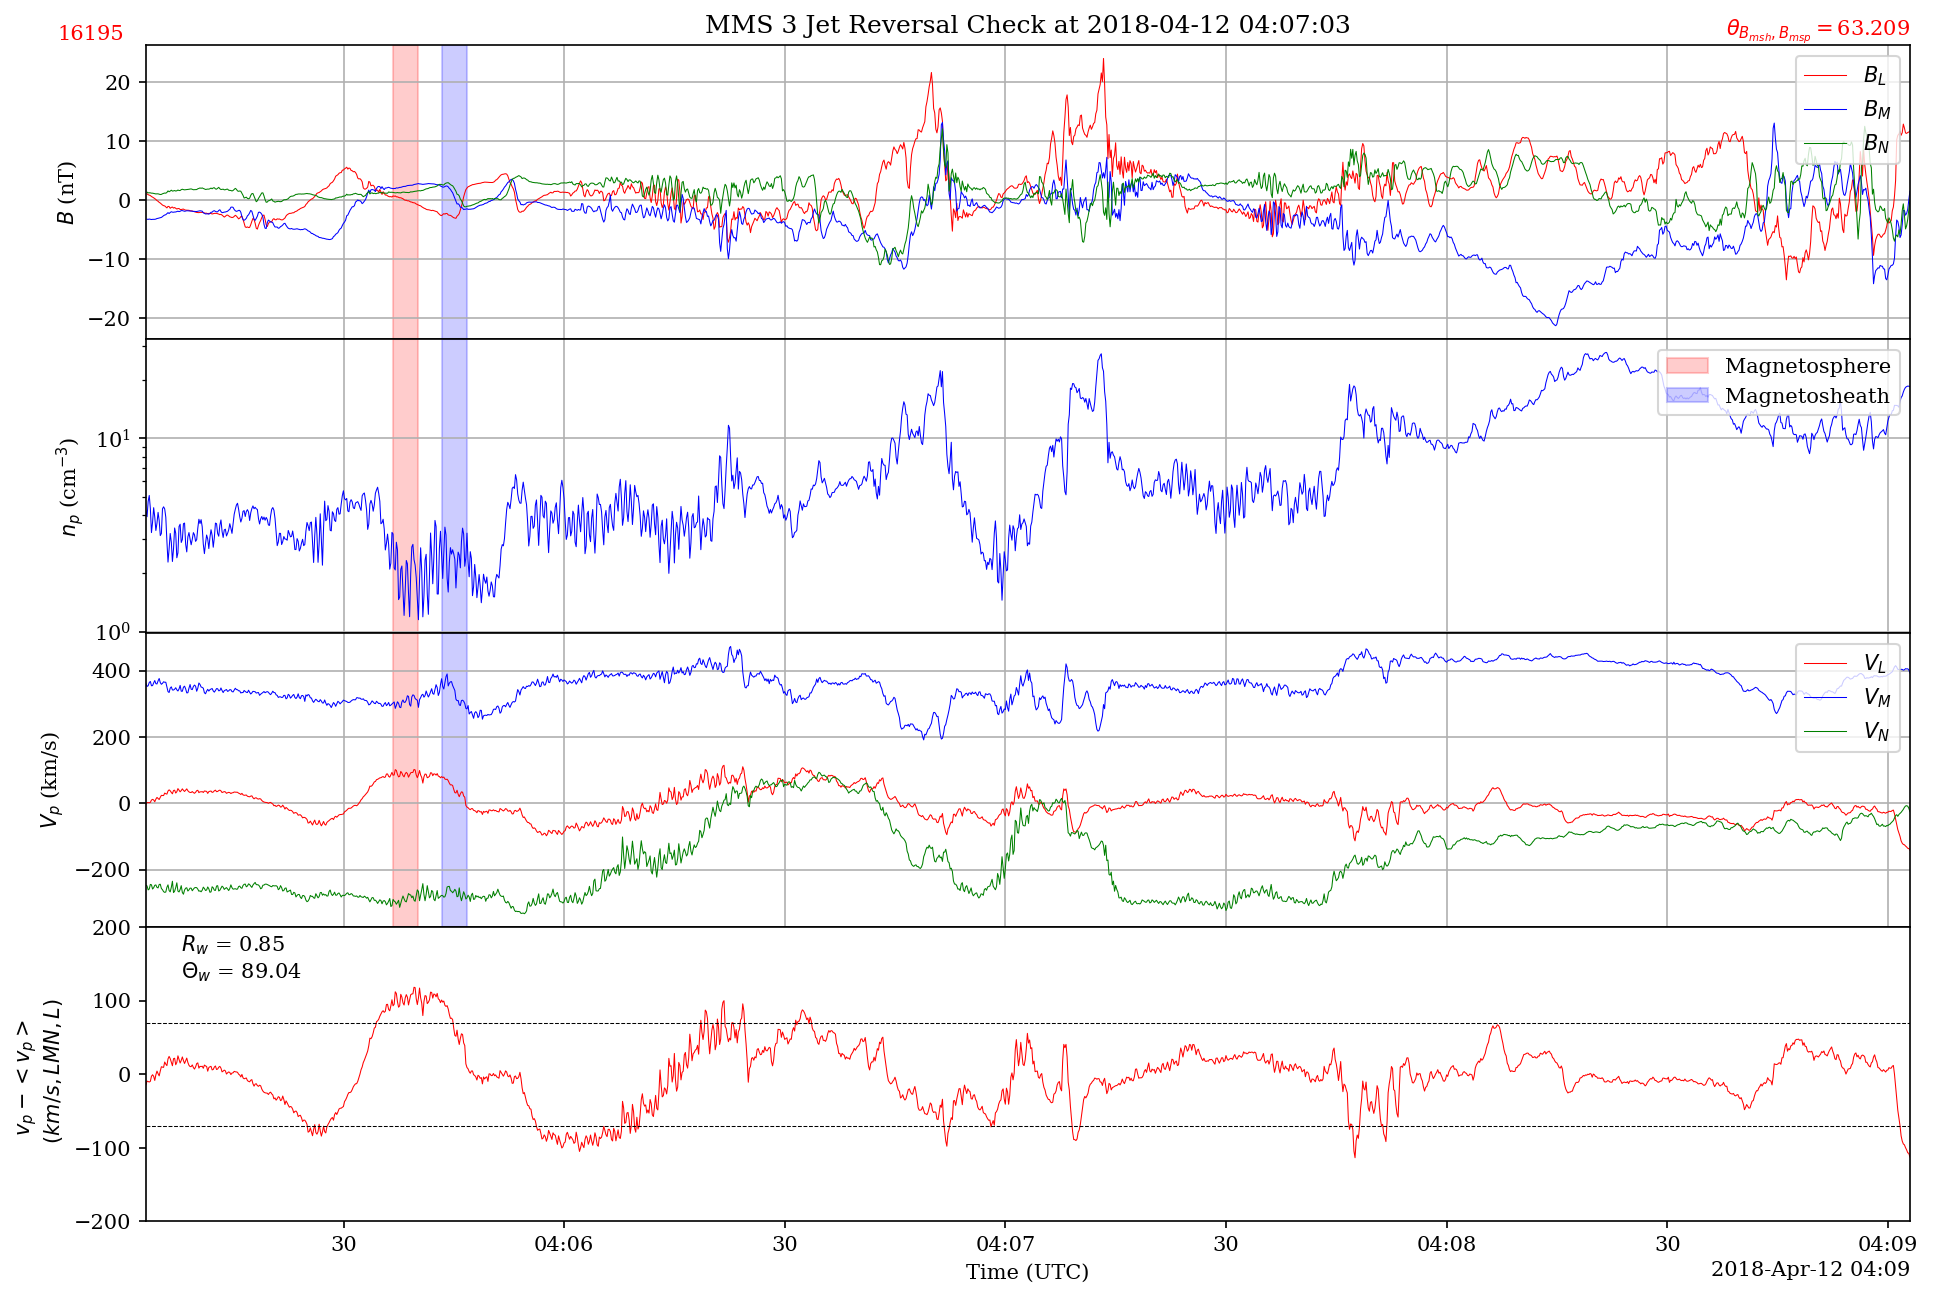 MMS 3 Jet Reversal Check at 2018-04-12 04:07:03
16195
θ_{B_{msh}, B_{msp}} = 63.209
20
10
0
−10
−20
B (nT)
B_L
B_M
B_N
10^1
10^0
n_p (cm^{−3})
Magnetosphere
Magnetosheath
400
200
0
−200
V_p (km/s)
V_L
V_M
V_N
200
100
0
−100
−200
v_p − < v_p >
(km/s, LMN, L)
R_w = 0.85
Θ_w = 89.04
30
04:06
30
04:07
30
04:08
30
04:09
Time (UTC)
2018-Apr-12 04:09